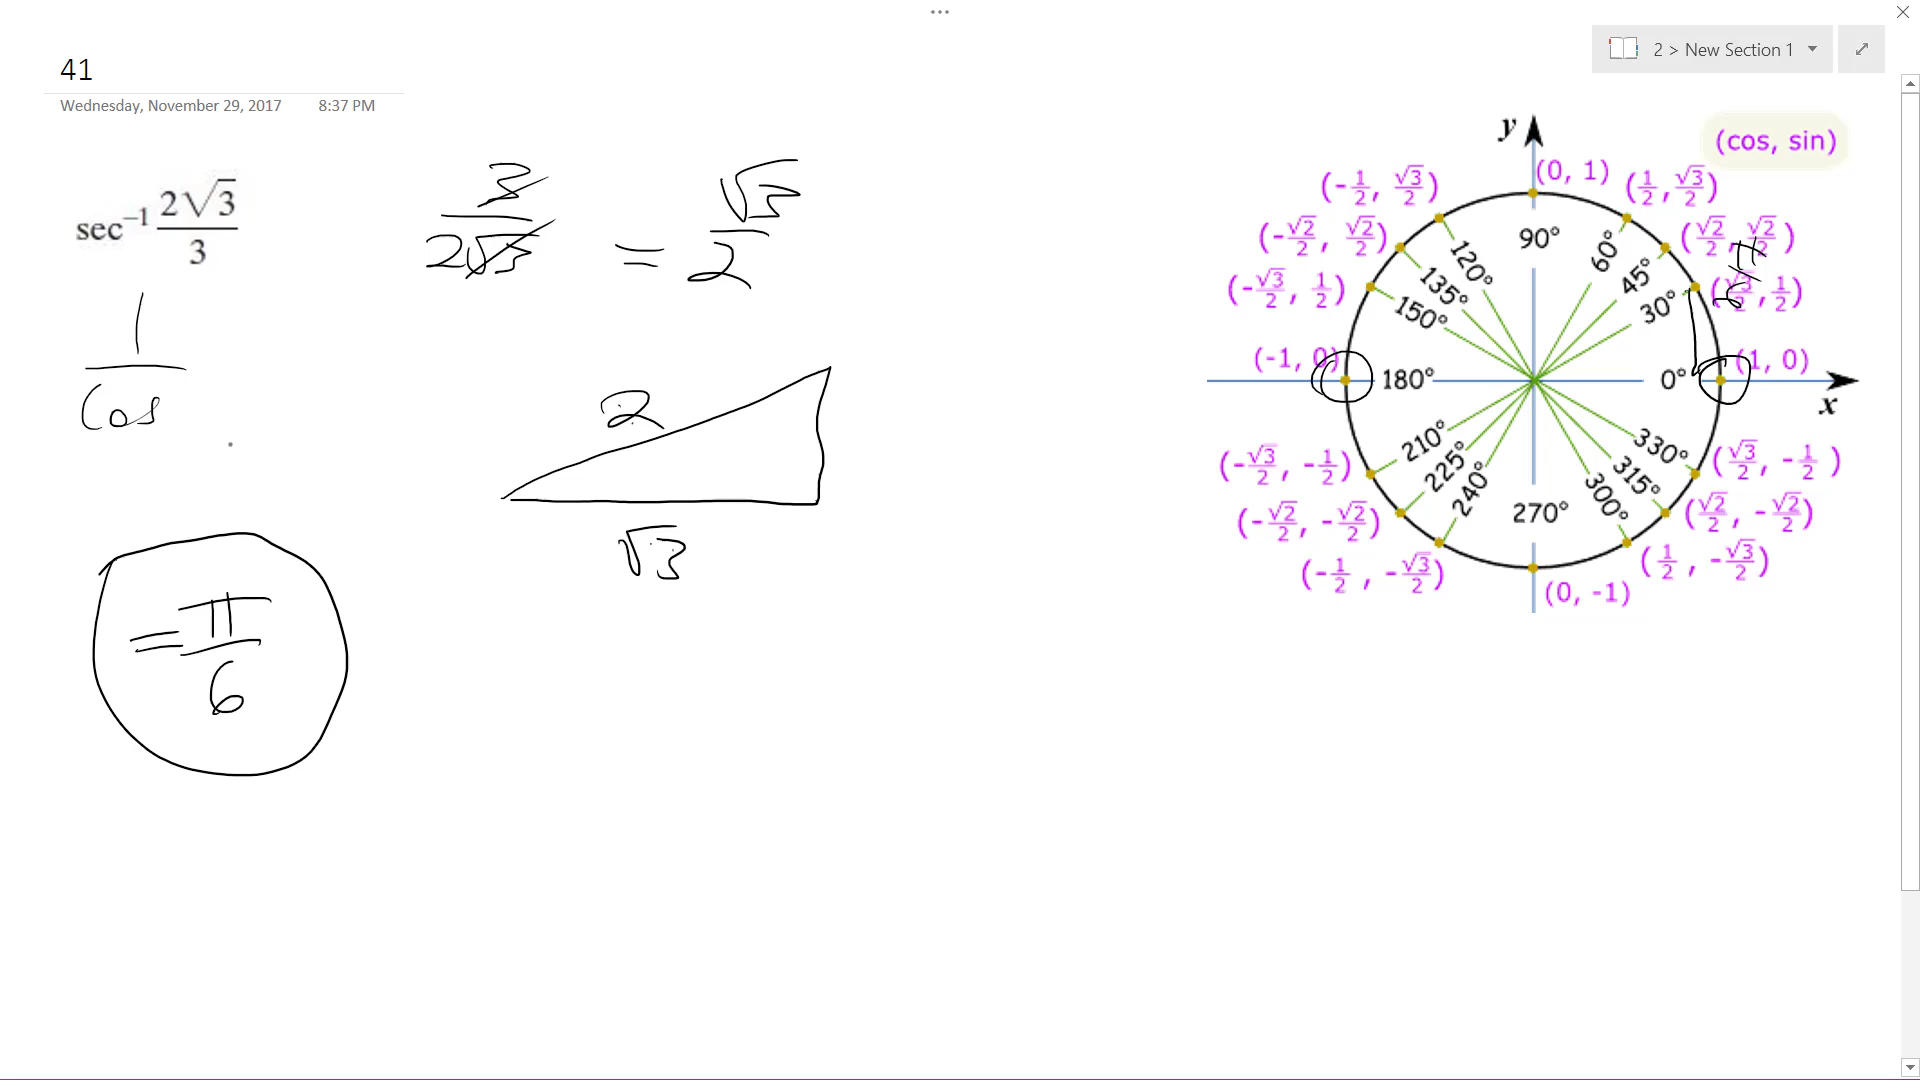 2 > New Section 1
41
Wednesday, November 29, 2017 8:37 PM
sec⁻¹ 2√3/3
3/2√3 = √3/2
1/cos
2
√3
= π/6
y
(cos, sin)
(0, 1)
(-1/2, √3/2)
(1/2, √3/2)
(-√2/2, √2/2)
(√2/2, √2/2)
π/6
(-√3/2, 1/2)
(√3/2, 1/2)
90°
120° 60°
135° 45°
150° 30°
(-1, 0) (1, 0)
180° 0°
x
210° 330°
225° 315°
240° 300°
270°
(-√3/2, -1/2)
(√3/2, -1/2)
(-√2/2, -√2/2)
(√2/2, -√2/2)
(-1/2, -√3/2)
(1/2, -√3/2)
(0, -1)